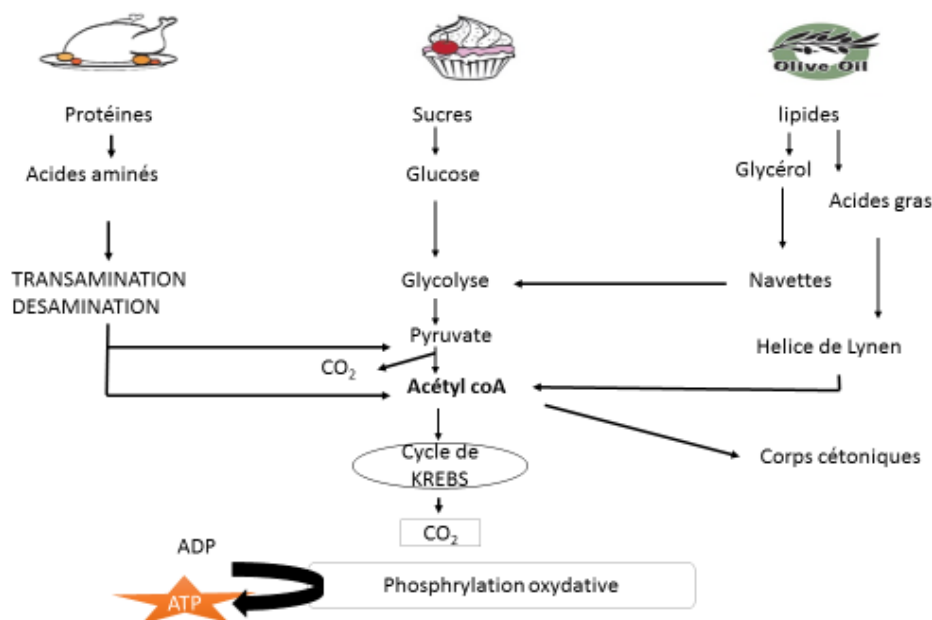 Olive Oil
Protéines
Sucres
lipides
Acides aminés
Glucose
Glycérol
Acides gras
TRANSAMINATION
DESAMINATION
Glycolyse
Navettes
Pyruvate
Helice de Lynen
CO₂
Acétyl coA
Cycle de
KREBS
Corps cétoniques
CO₂
ADP
Phosphrylation oxydative
ATP